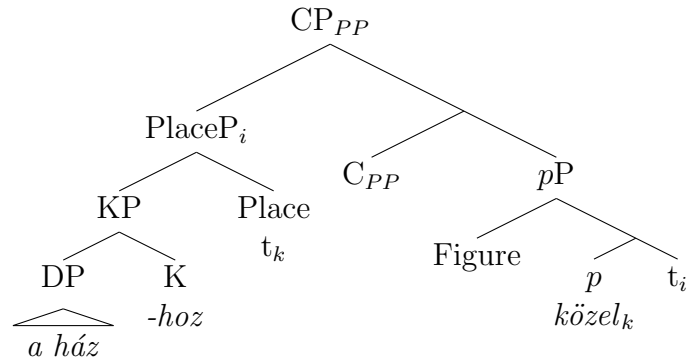 CP_PP
PlaceP_i
C_PP
pP
KP
Place
t_k
Figure
DP
K
p
t_i
-hoz
közel_k
a ház